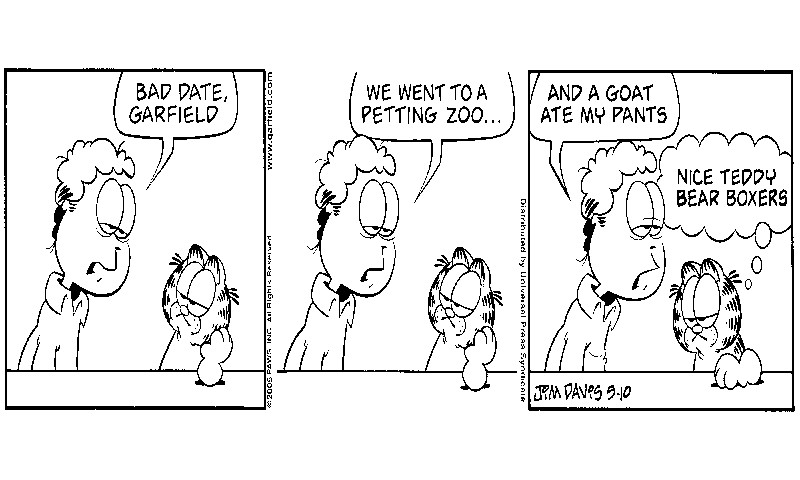 BAD DATE,
GARFIELD
www.garfield.com
©2005 PAWS, INC. All Rights Reserved
WE WENT TO A
PETTING ZOO...
Distributed by Universal Press Syndicate
AND A GOAT
ATE MY PANTS
NICE TEDDY
BEAR BOXERS
JIM DAVIS 5-10